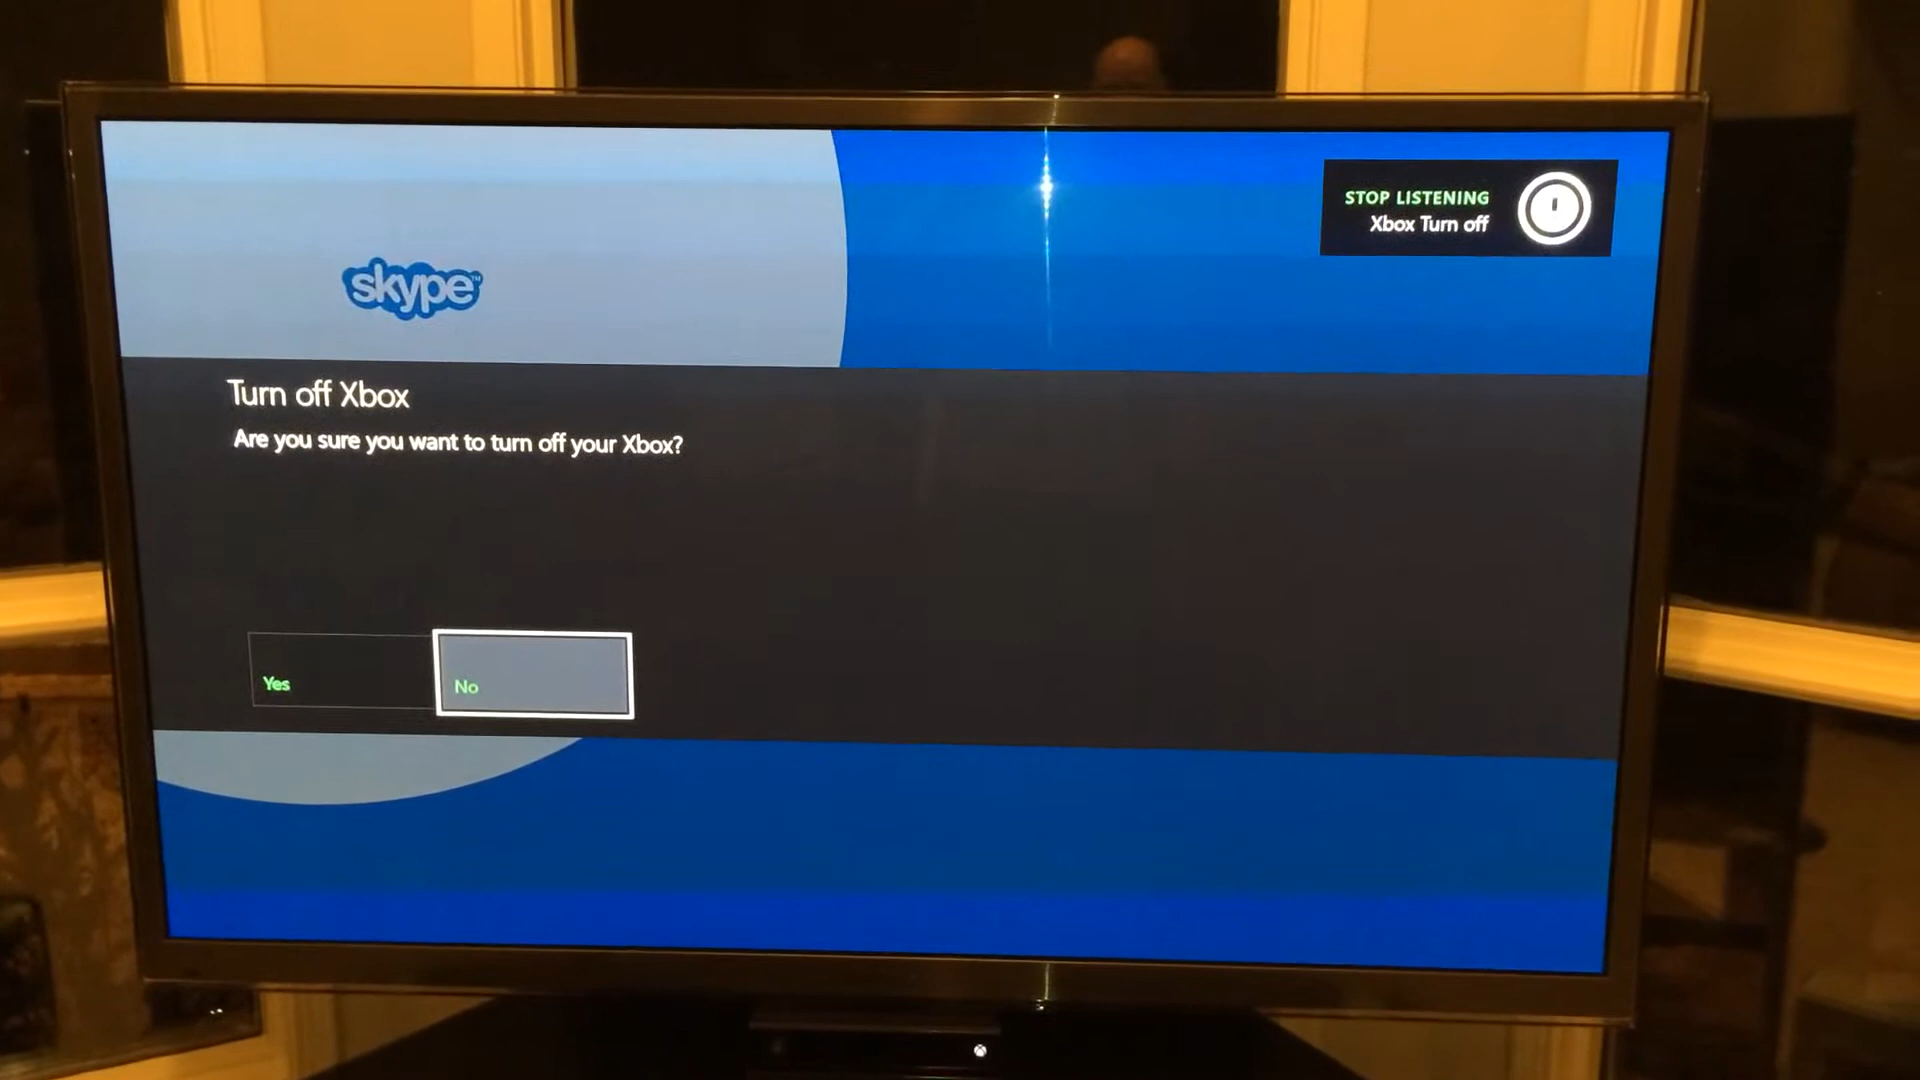 STOP LISTENING
Xbox Turn off
skype™
Turn off Xbox
Are you sure you want to turn off your Xbox?
Yes
No